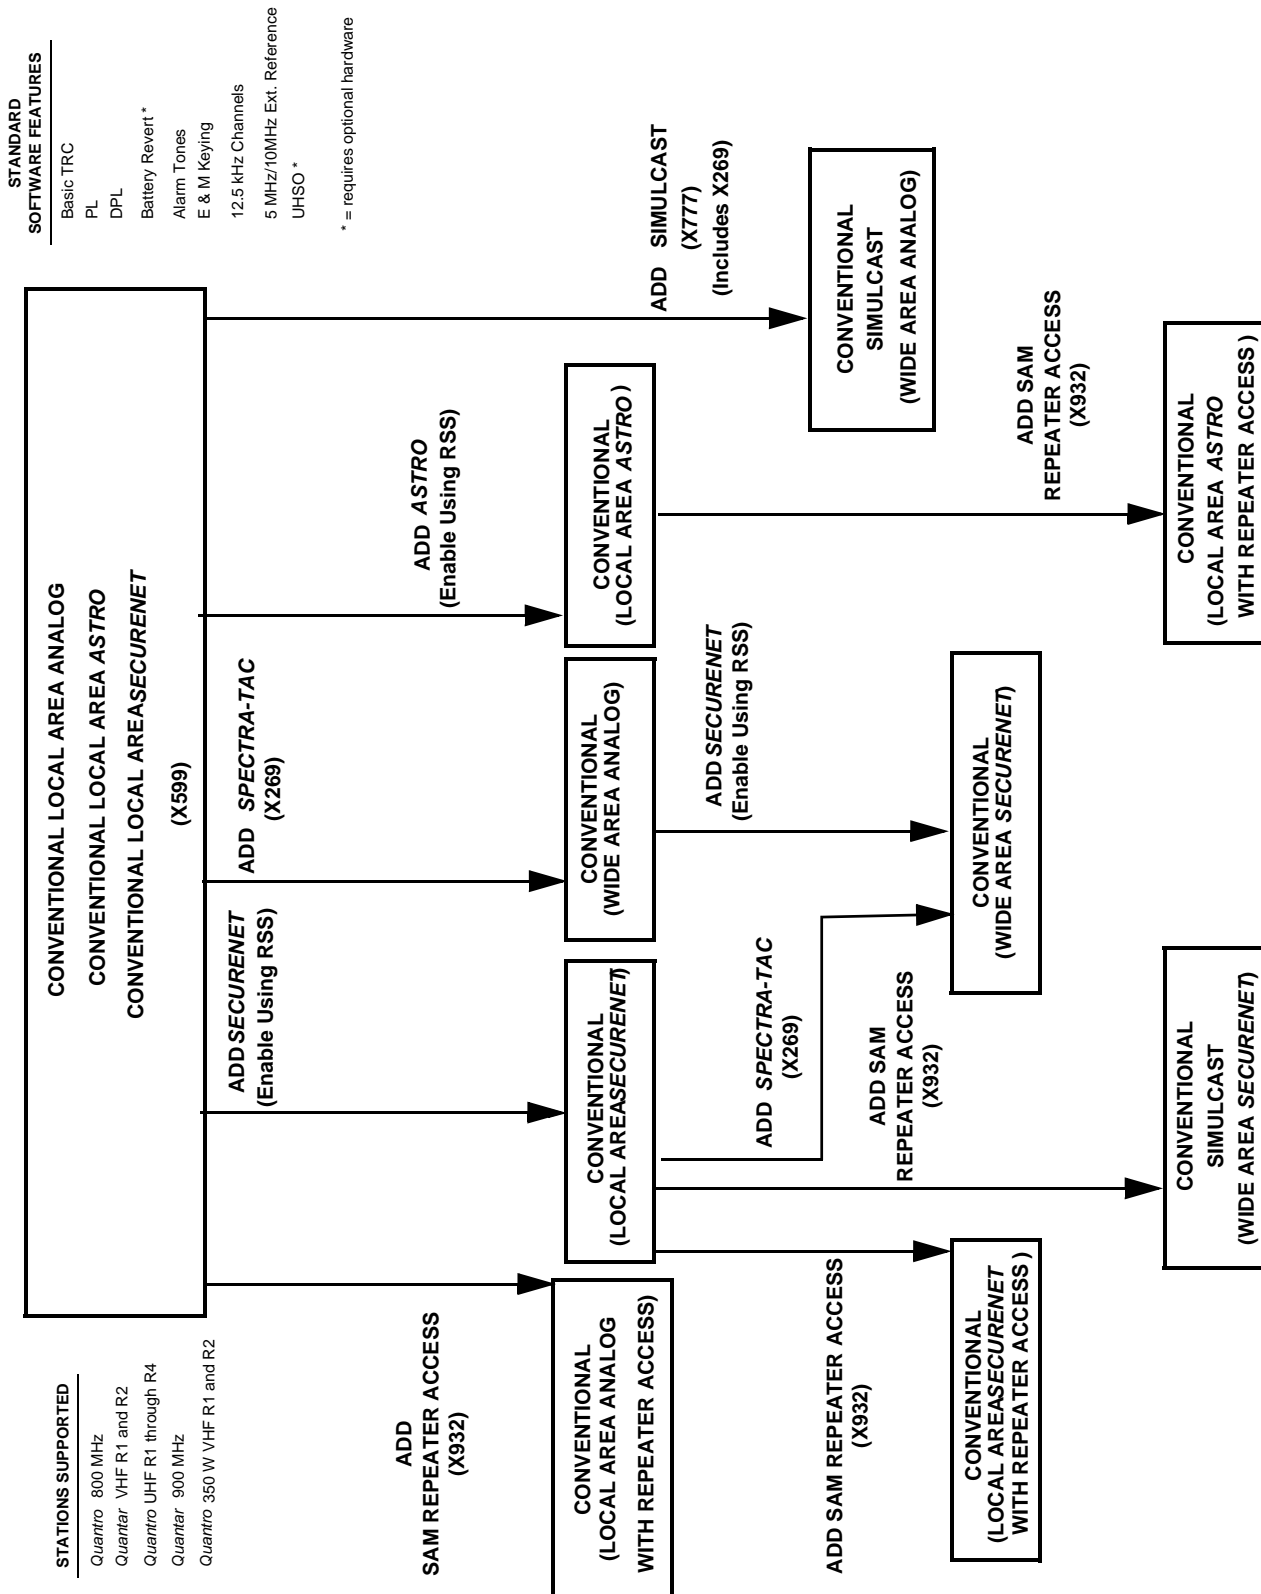 STATIONS SUPPORTED
Quantro 800 MHz
Quantar VHF R1 and R2
Quantro UHF R1 through R4
Quantar 900 MHz
Quantro 350 W VHF R1 and R2
CONVENTIONAL LOCAL AREA ANALOG
CONVENTIONAL LOCAL AREA ASTRO
CONVENTIONAL LOCAL AREASECURENET
(X599)
STANDARD
SOFTWARE FEATURES
Basic TRC
PL
DPL
Battery Revert *
Alarm Tones
E & M Keying
12.5 kHz Channels
5 MHz/10MHz Ext. Reference
UHSO *
* = requires optional hardware
ADD
SAM REPEATER ACCESS
(X932)
ADDSECURENET
(Enable Using RSS)
ADD SPECTRA-TAC
(X269)
ADD ASTRO
(Enable Using RSS)
ADD SIMULCAST
(X777)
(Includes X269)
CONVENTIONAL
(LOCAL AREA ANALOG
WITH REPEATER ACCESS)
CONVENTIONAL
(LOCAL AREASECURENET)
CONVENTIONAL
(WIDE AREA ANALOG)
CONVENTIONAL
(LOCAL AREA ASTRO )
CONVENTIONAL
SIMULCAST
(WIDE AREA ANALOG)
ADD SAM REPEATER ACCESS
(X932)
ADD SPECTRA-TAC
(X269)
ADD SAM
REPEATER ACCESS
(X932)
ADDSECURENET
(Enable Using RSS)
ADD SAM
REPEATER ACCESS
(X932)
CONVENTIONAL
(LOCAL AREASECURENET
WITH REPEATER ACCESS )
CONVENTIONAL
(WIDE AREA SECURENET)
CONVENTIONAL
SIMULCAST
(WIDE AREA SECURENET)
CONVENTIONAL
(LOCAL AREA ASTRO
WITH REPEATER ACCESS )